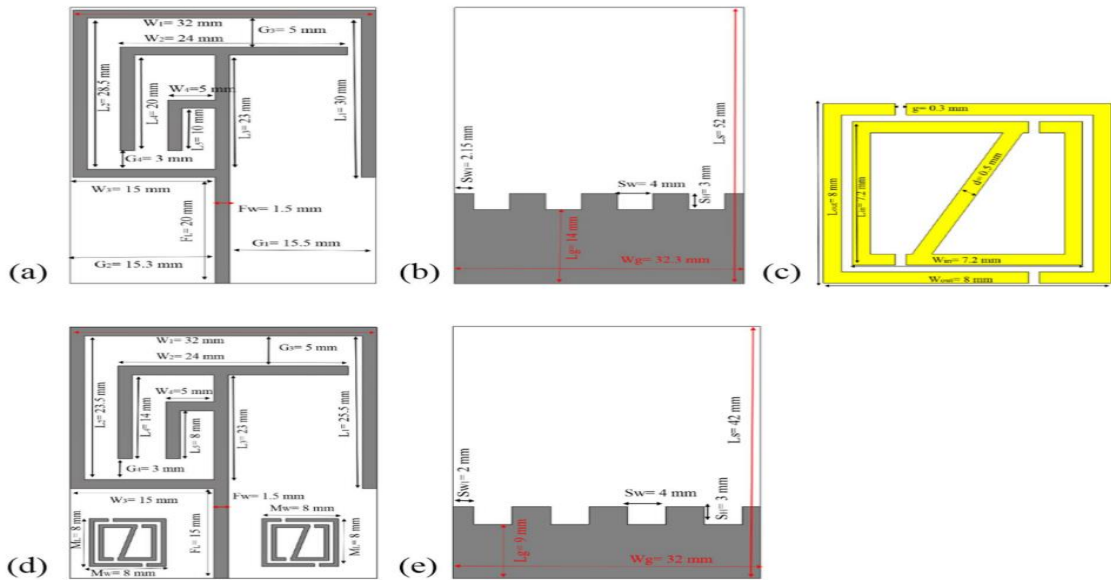 W1= 32 mm
G3= 5 mm
W2= 24 mm
L2= 28.5 mm
L4= 20 mm
W4=5 mm
L5= 10 mm
L3= 23 mm
L1= 30 mm
G4= 3 mm
W3= 15 mm
FW= 1.5 mm
FL= 20 mm
G1= 15.5 mm
G2= 15.3 mm
(a)
Ls= 52 mm
Sw1= 2.15 mm
Sw= 4 mm
Sl1= 3 mm
Lg= 14 mm
Wg= 32.3 mm
(b)
g= 0.3 mm
d= 0.5 mm
Lout= 8 mm
Lin= 7.2 mm
Win= 7.2 mm
Wout= 8 mm
(c)
W1= 32 mm
G3= 5 mm
W2= 24 mm
L2= 23.5 mm
L4= 14 mm
W4=5 mm
L5= 8 mm
L3= 23 mm
L1= 25.5 mm
G4= 3 mm
W3= 15 mm
FW= 1.5 mm
MW= 8 mm
ML= 8 mm
FL= 15 mm
ML= 8 mm
MW= 8 mm
(d)
Ls= 42 mm
Sw1= 2 mm
Sw= 4 mm
Sl1= 3 mm
Lg= 9 mm
Wg= 32 mm
(e)